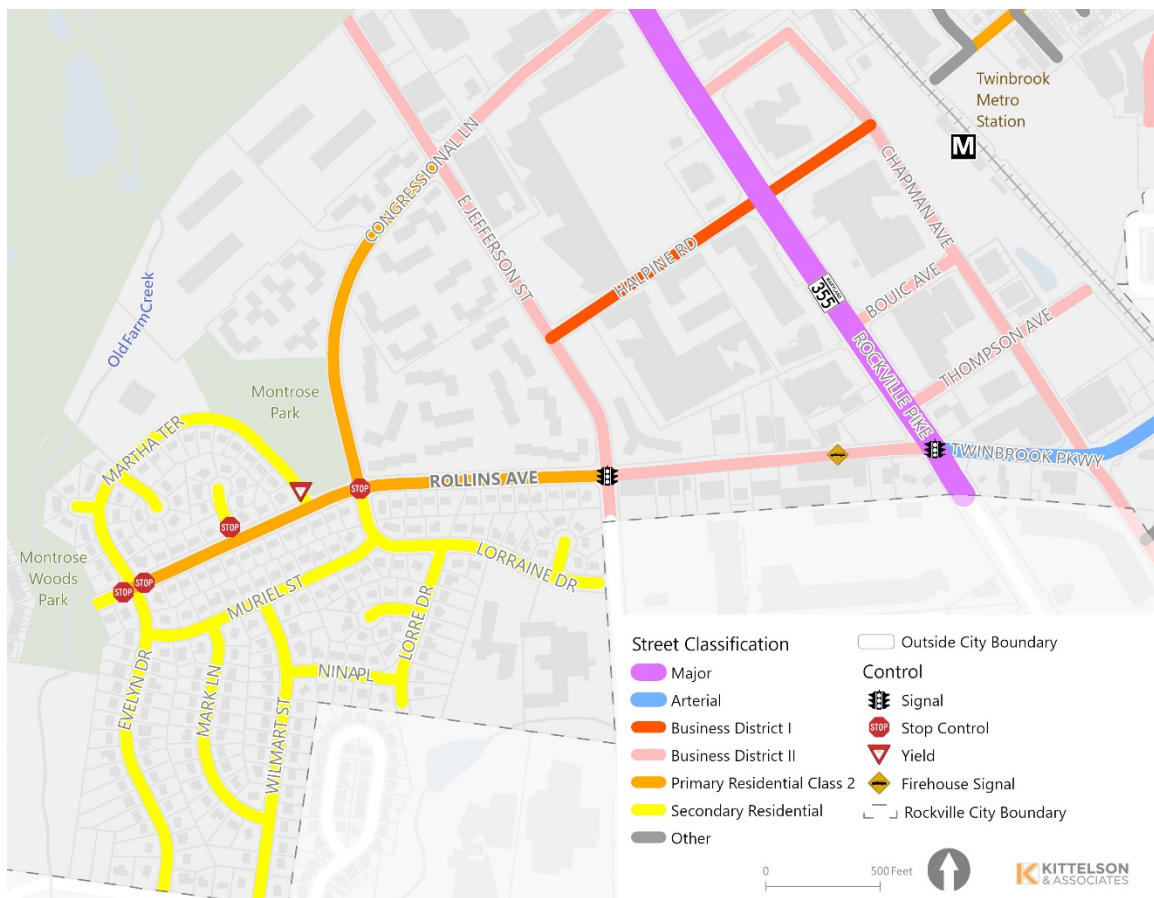 Twinbrook
Metro
Station
M
CONGRESSIONAL LN
E JEFFERSON ST
CHAPMAN AVE
HALPINE RD
OldFarmCreek
BOUIC AVE
MARYLAND
355
THOMPSON AVE
ROCKVILLE PIKE
Montrose
Park
MARTHA TER
TWINBROOK PKWY
ROLLINS AVE
STOP
STOP
STOP
STOP
Montrose
Woods
Park
LORRAINE DR
MURIEL ST
LORRE DR
NINAPL
EVELYN DR
MARK LN
WILMART ST
Street Classification
Major
Arterial
Business District I
Business District II
Primary Residential Class 2
Secondary Residential
Other
Outside City Boundary
Control
Signal
STOP
Stop Control
Yield
Firehouse Signal
Rockville City Boundary
0 500 Feet
KITTELSON
& ASSOCIATES